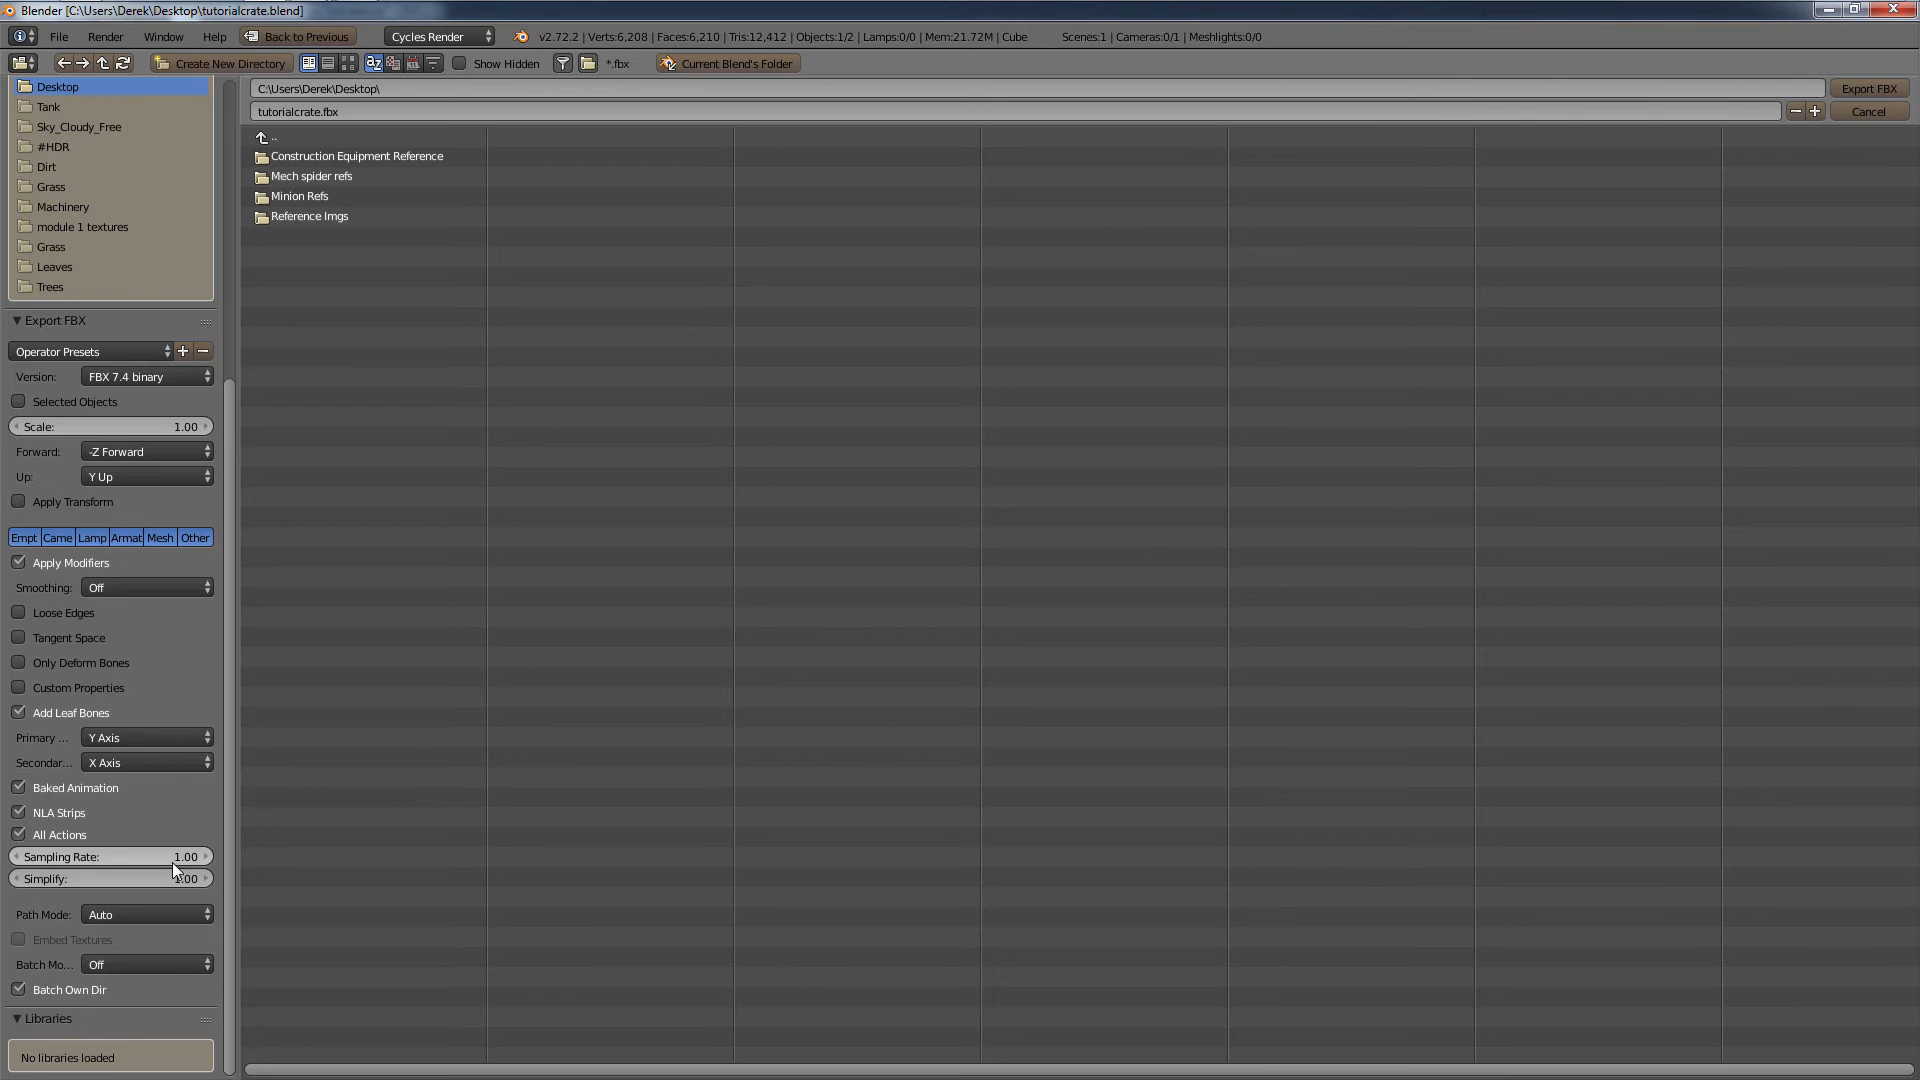 Blender [C:\Users\Derek\Desktop\tutorialcrate.blend]
File Render Window Help Back to Previous Cycles Render v2.72.2 | Verts:6,208 | Faces:6,210 | Tris:12,412 | Objects:1/2 | Lamps:0/0 | Mem:21.72M | Cube Scenes:1 | Cameras:0/1 | Meshlights:0/0
Create New Directory Show Hidden *.fbx Current Blend's Folder
Desktop
Tank
Sky_Cloudy_Free
#HDR
Dirt
Grass
Machinery
module 1 textures
Grass
Leaves
Trees
C:\Users\Derek\Desktop\ Export FBX
tutorialcrate.fbx Cancel
..
Construction Equipment Reference
Mech spider refs
Minion Refs
Reference Imgs
Export FBX
Operator Presets
Version: FBX 7.4 binary
Selected Objects
Scale: 1.00
Forward: -Z Forward
Up: Y Up
Apply Transform
Empt Came Lamp Armat Mesh Other
Apply Modifiers
Smoothing: Off
Loose Edges
Tangent Space
Only Deform Bones
Custom Properties
Add Leaf Bones
Primary ... Y Axis
Secondar... X Axis
Baked Animation
NLA Strips
All Actions
Sampling Rate: 1.00
Simplify: 1.00
Path Mode: Auto
Embed Textures
Batch Mo... Off
Batch Own Dir
Libraries
No libraries loaded